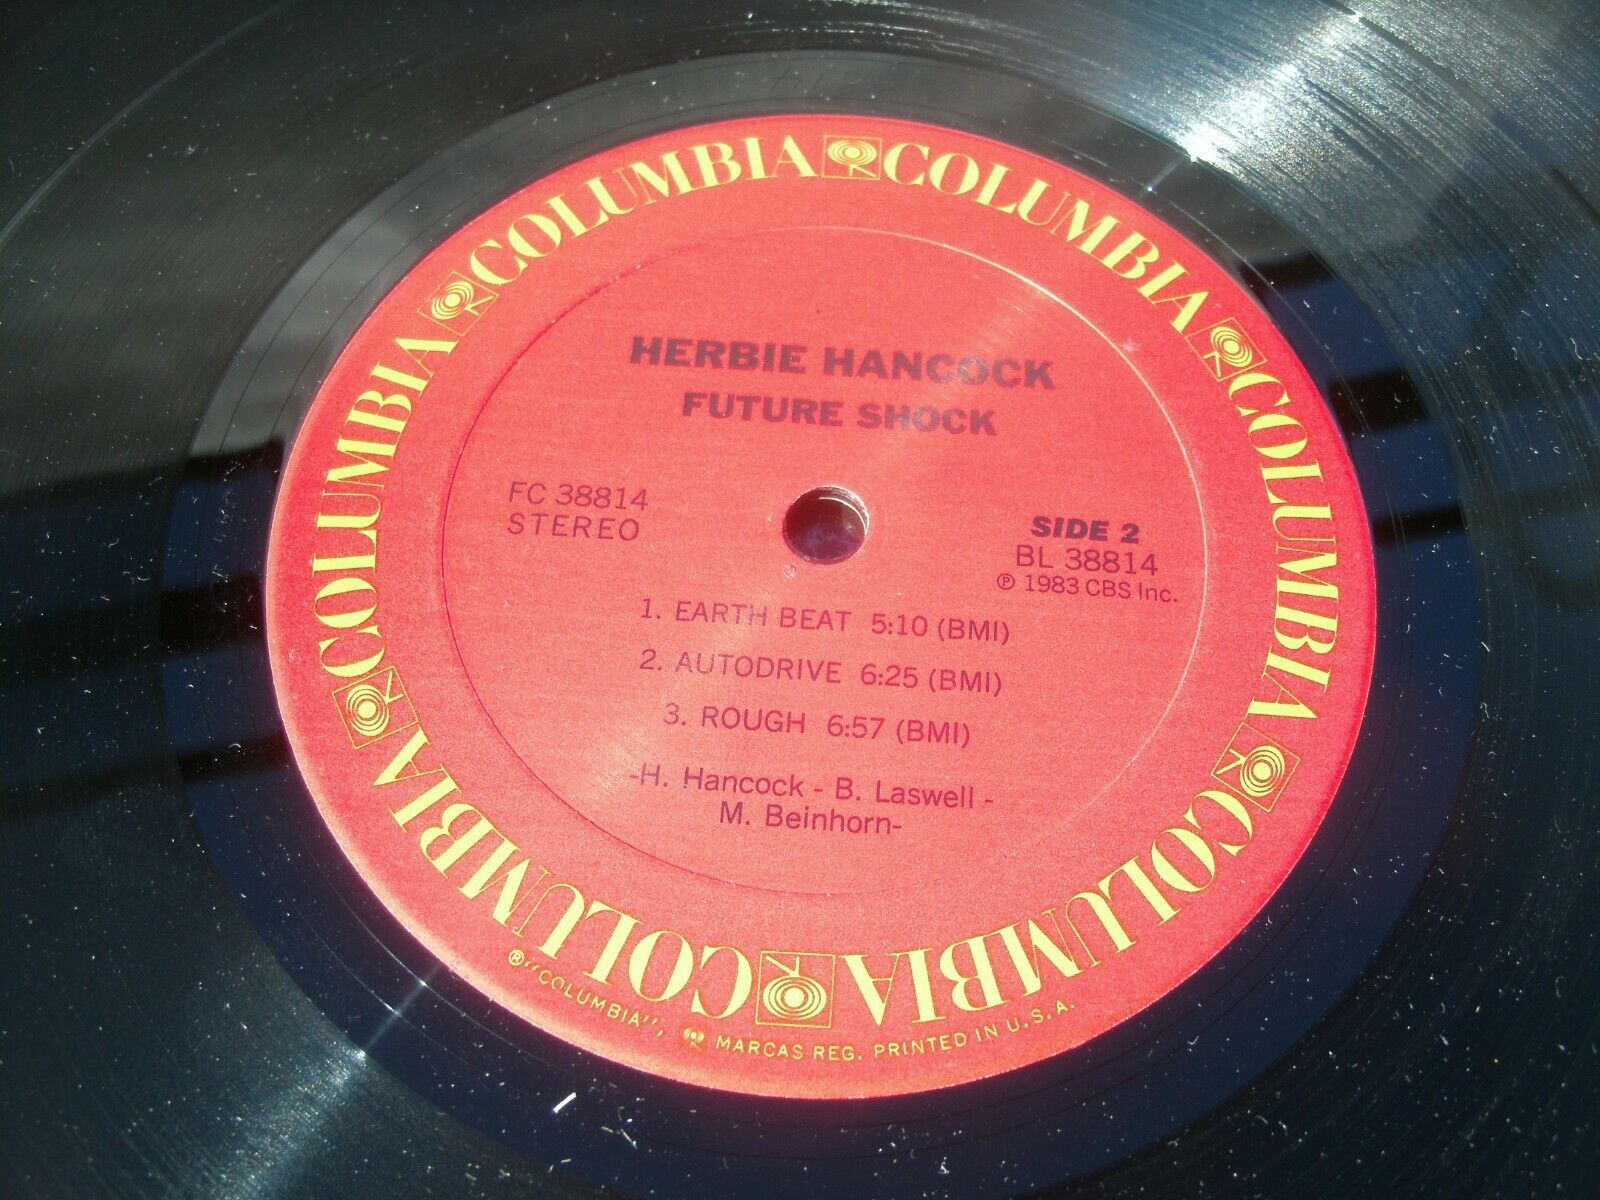 COLUMBIA COLUMBIA COLUMBIA COLUMBIA COLUMBIA COLUMBIA
HERBIE HANCOCK
FUTURE SHOCK
FC 38814
STEREO
SIDE 2
BL 38814
℗ 1983 CBS Inc.
1. EARTH BEAT 5:10 (BMI)
2. AUTODRIVE 6:25 (BMI)
3. ROUGH 6:57 (BMI)
-H. Hancock - B. Laswell -
M. Beinhorn-
®"COLUMBIA", MARCAS REG. PRINTED IN U.S.A.